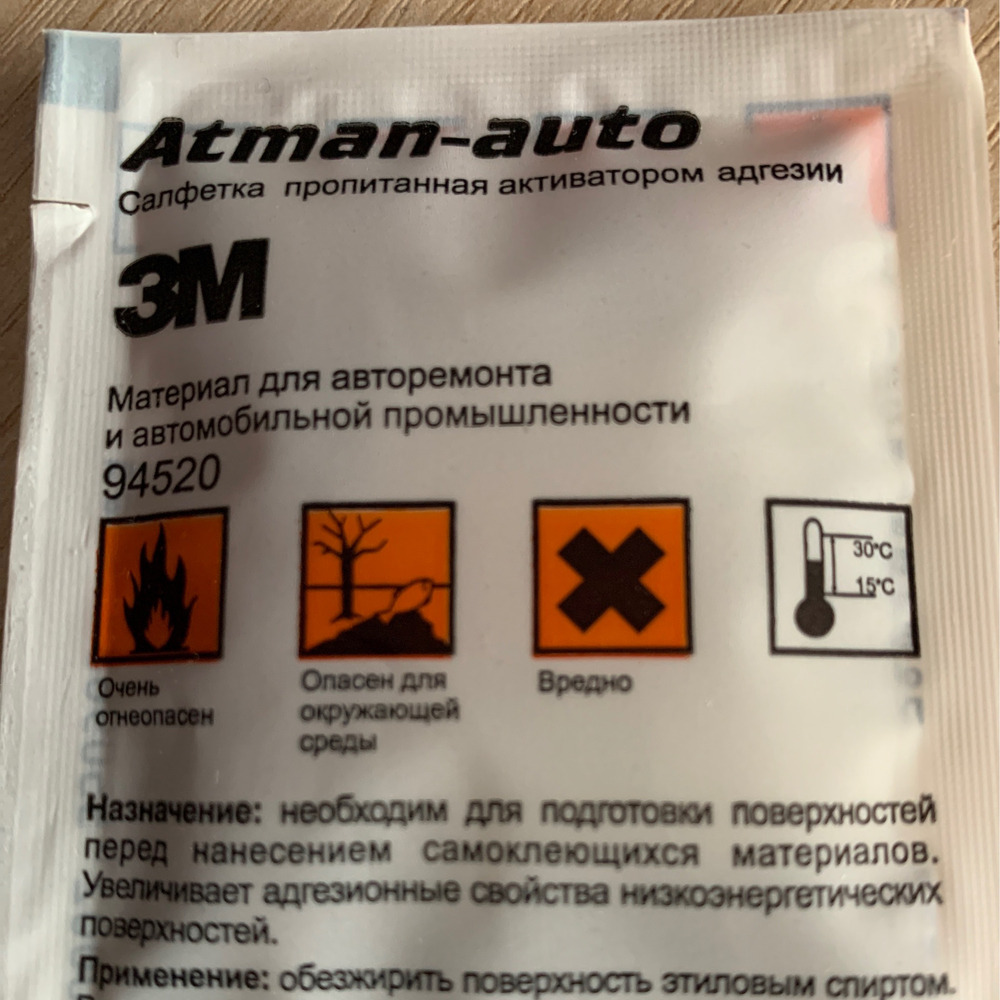 Atman-auto
Салфетка пропитанная активатором адгезии
3M
Материал для авторемонта
и автомобильной промышленности
94520
30°C
15°C
Очень
огнеопасен
Опасен для
окружающей
среды
Вредно
Назначение: необходим для подготовки поверхностей
перед нанесением самоклеющихся материалов.
Увеличивает адгезионные свойства низкоэнергетических
поверхностей.
Применение: обезжирить поверхность этиловым спиртом.